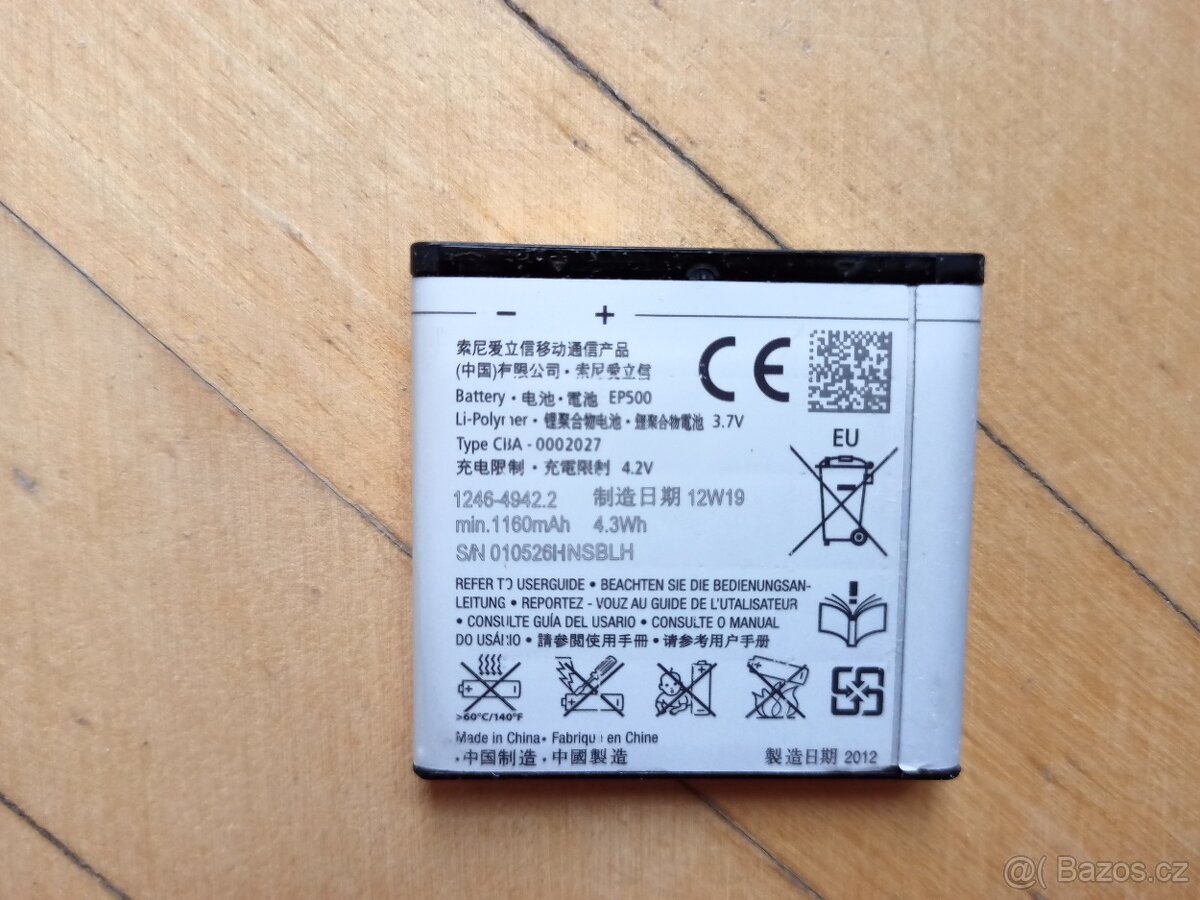 − +
索尼爱立信移动通信产品
(中国)有限公司・索尼爱立信
Battery・电池・電池 EP500
Li-Polymer・锂聚合物电池・鋰聚合物電池 3.7V
Type CBA - 0002027
充电限制・充電限制 4.2V
1246-4942.2 制造日期 12W19
min.1160mAh 4.3Wh
S/N 010526HNSBLH
EU
REFER TO USERGUIDE • BEACHTEN SIE DIE BEDIENUNGSAN-
LEITUNG • REPORTEZ - VOUZ AU GUIDE DE L'UTALISATEUR
• CONSULTE GUÍA DEL USARIO • CONSULTE O MANUAL
DO USÁRIO • 請參閱使用手冊 • 请参考用户手册
>60°C/140°F
Made in China• Fabriqu en Chine
・中国制造・中國製造
製造日期 2012
@( Bazos.cz